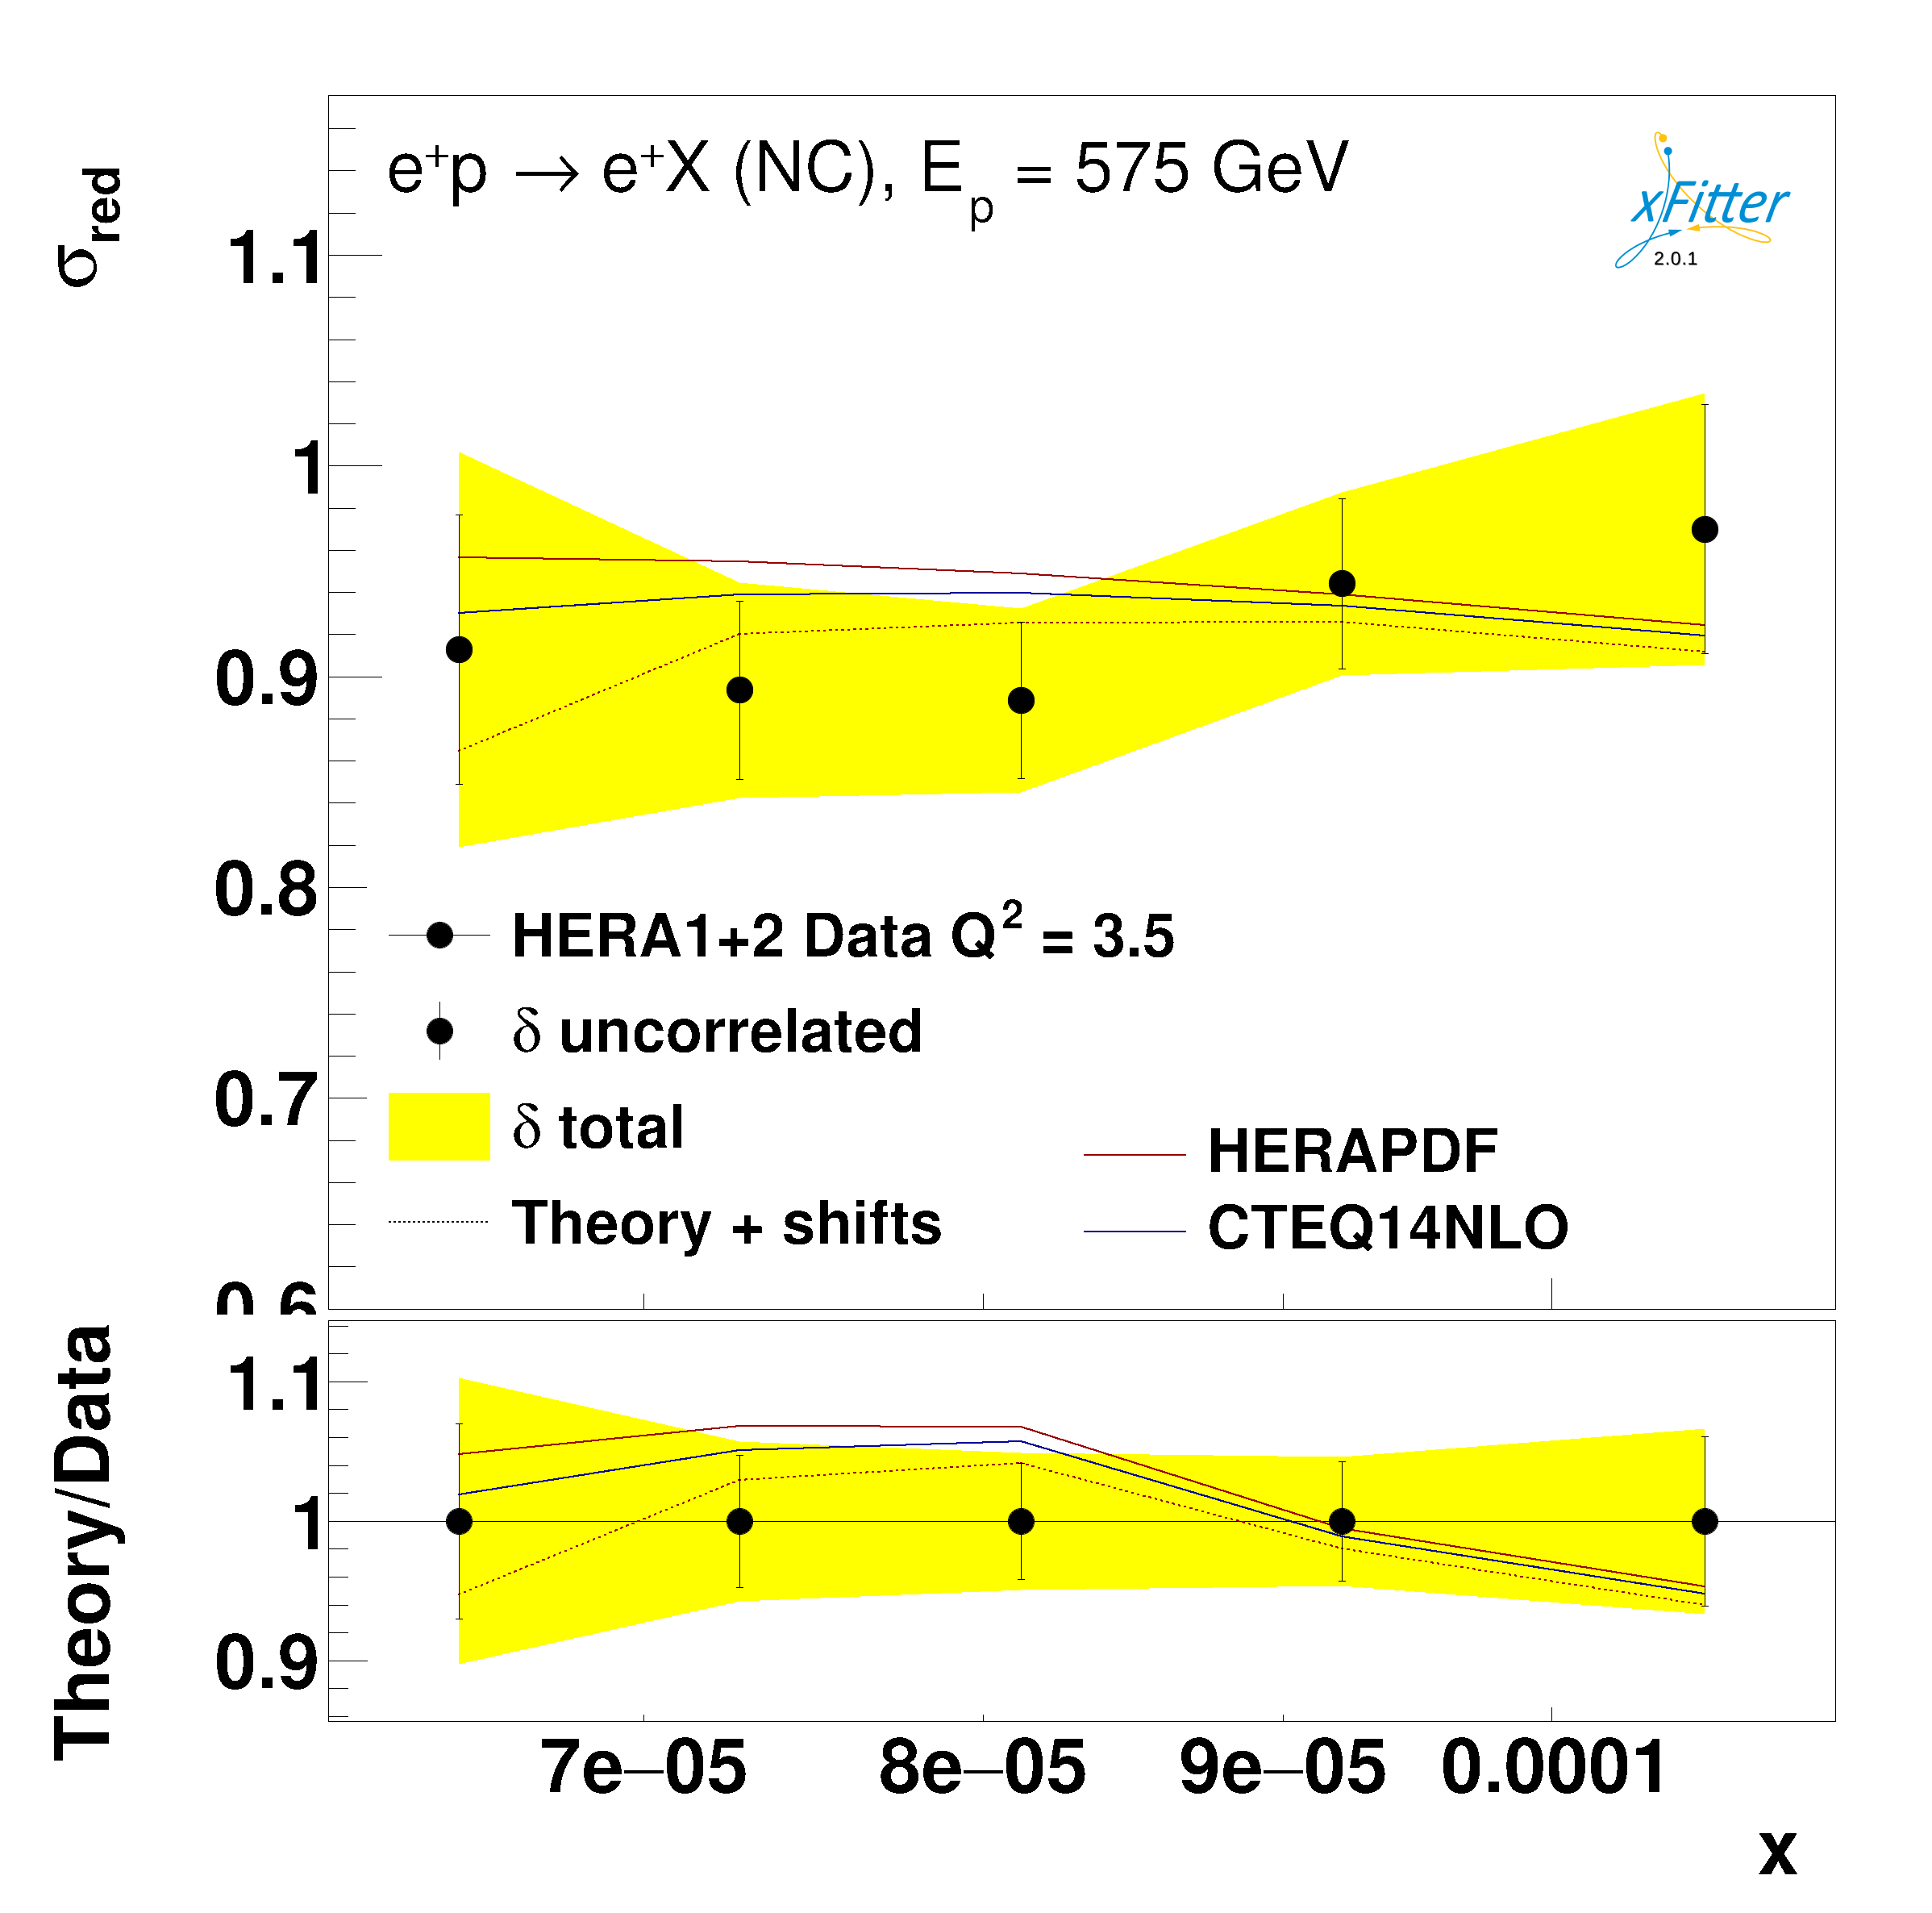 e⁺p → e⁺X (NC), E_p = 575 GeV
xFitter
2.0.1
σ_red
1.1
1
0.9
0.8
0.7
0.6
HERA1+2 Data Q² = 3.5
δ uncorrelated
δ total
Theory + shifts
HERAPDF
CTEQ14NLO
Theory/Data
1.1
1
0.9
7e−05 8e−05 9e−05 0.0001
x